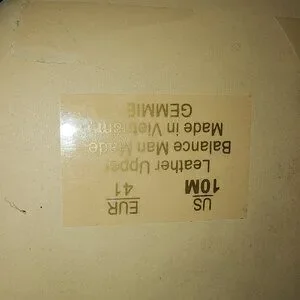 US EUR
10M 41
Leather Upper
Balance Man Made
Made in Vietnam
GEMMIE